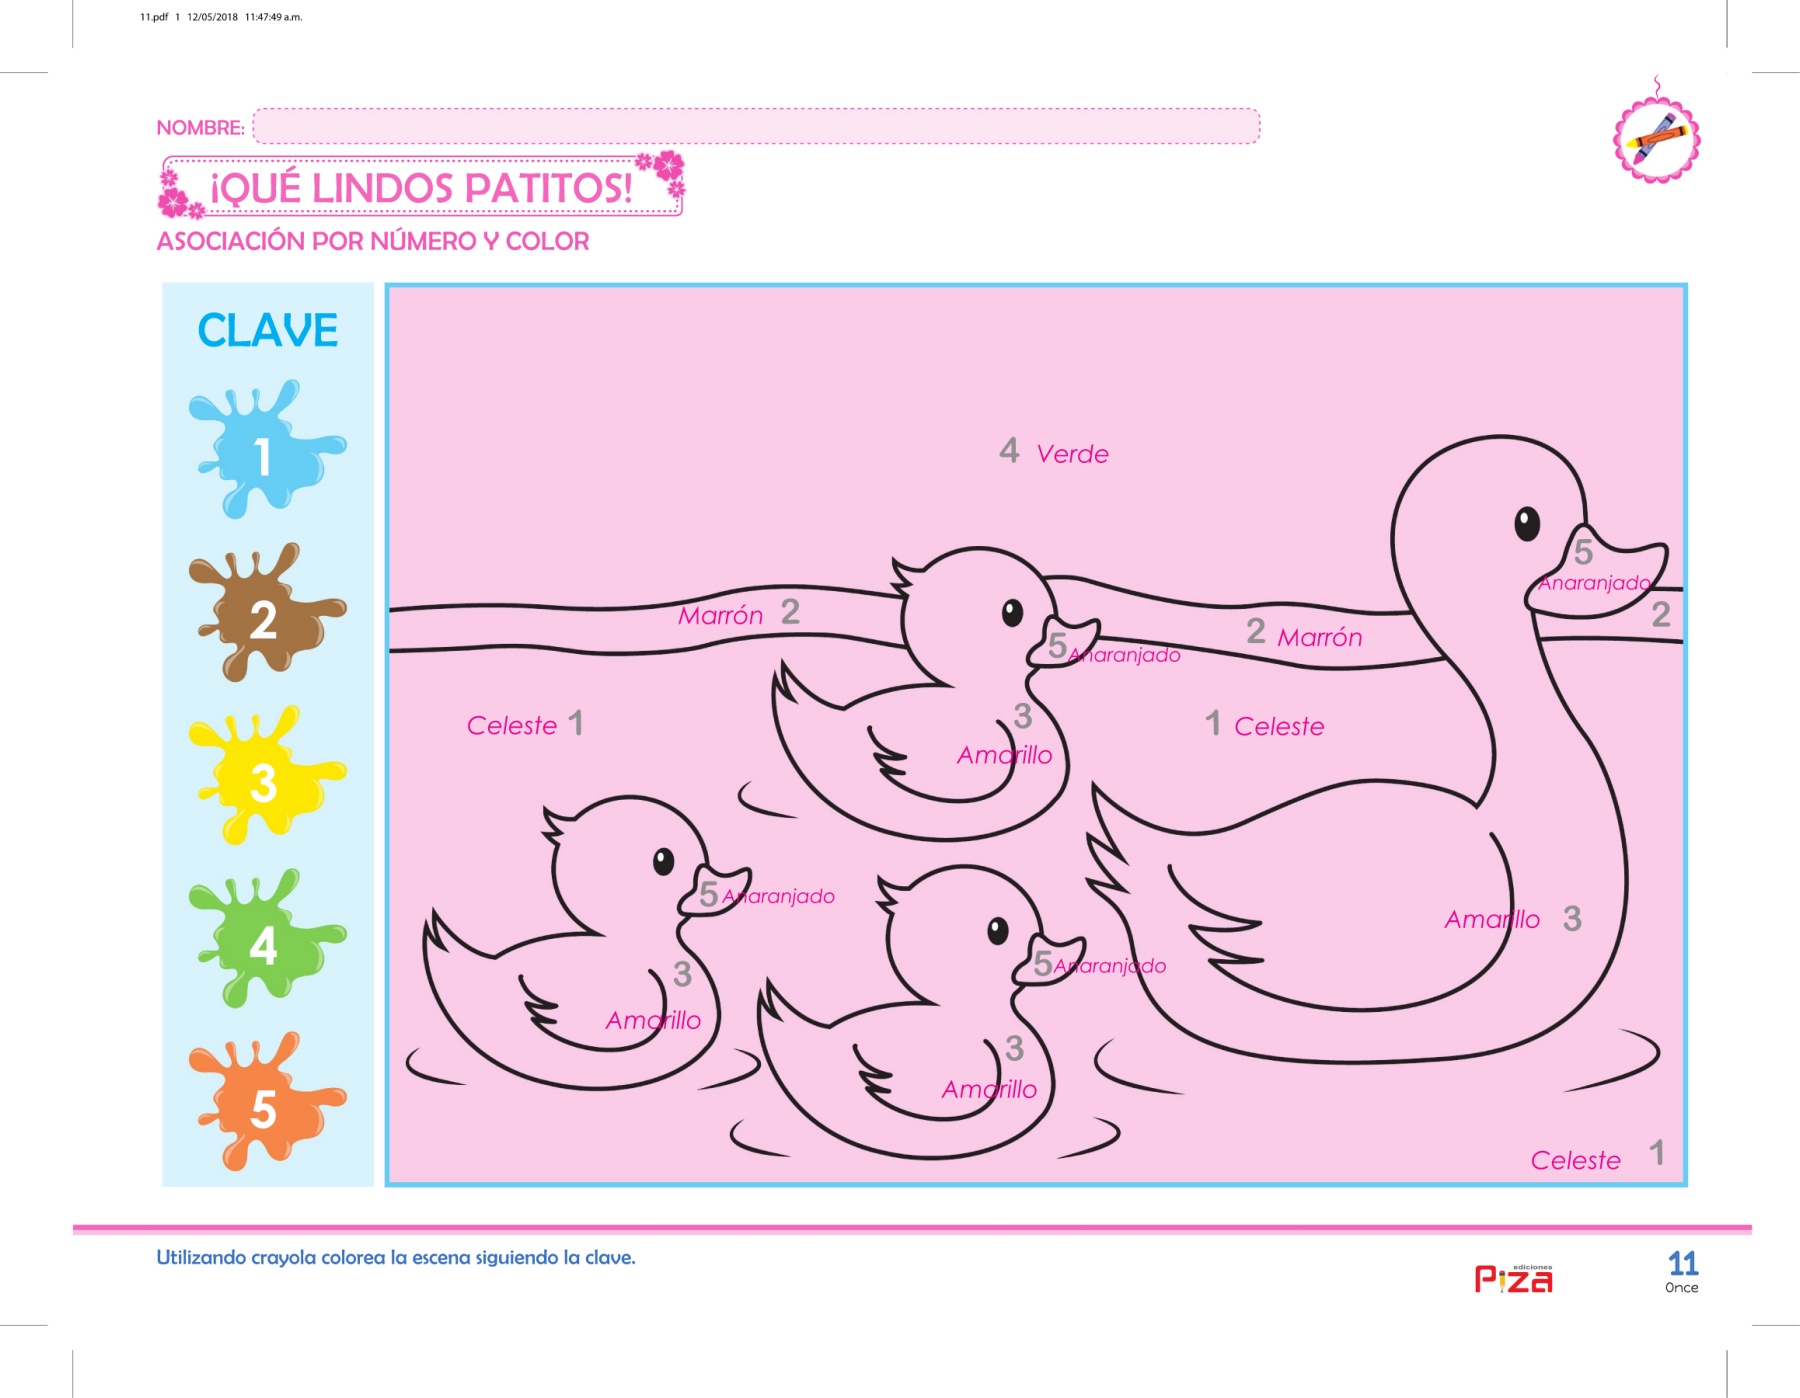 11.pdf 1 12/05/2018 11:47:49 a.m.
NOMBRE:
¡QUÉ LINDOS PATITOS!
ASOCIACIÓN POR NÚMERO Y COLOR
CLAVE
1
2
3
4
5
4 Verde
5
Anaranjado
Marrón 2
2 Marrón
2
5 Anaranjado
Celeste 1
3
Amarillo
1 Celeste
5 Anaranjado
3
Amarillo
5 Anaranjado
3
Amarillo
Amarillo 3
Celeste 1
Utilizando crayola colorea la escena siguiendo la clave.
ediciones
Piza
11
Once